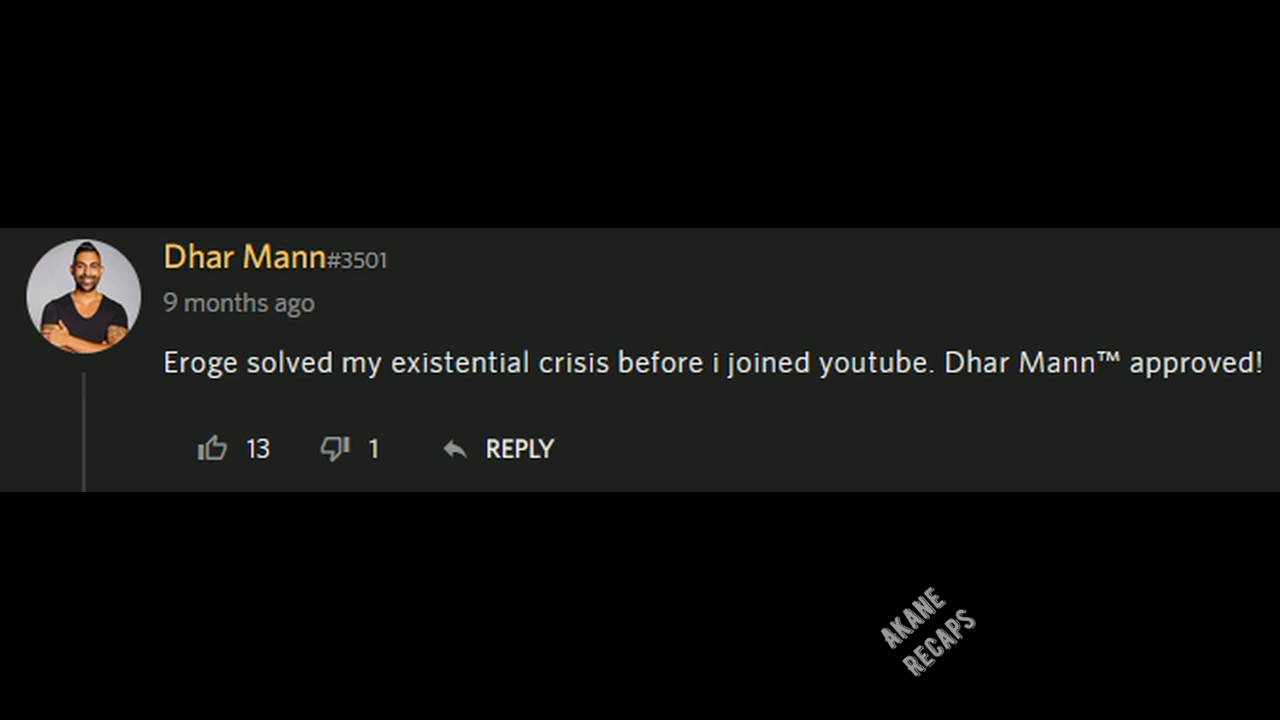 Dhar Mann#3501
9 months ago
Eroge solved my existential crisis before i joined youtube. Dhar Mann™ approved!
13 1 REPLY
AKANE
RECAPS